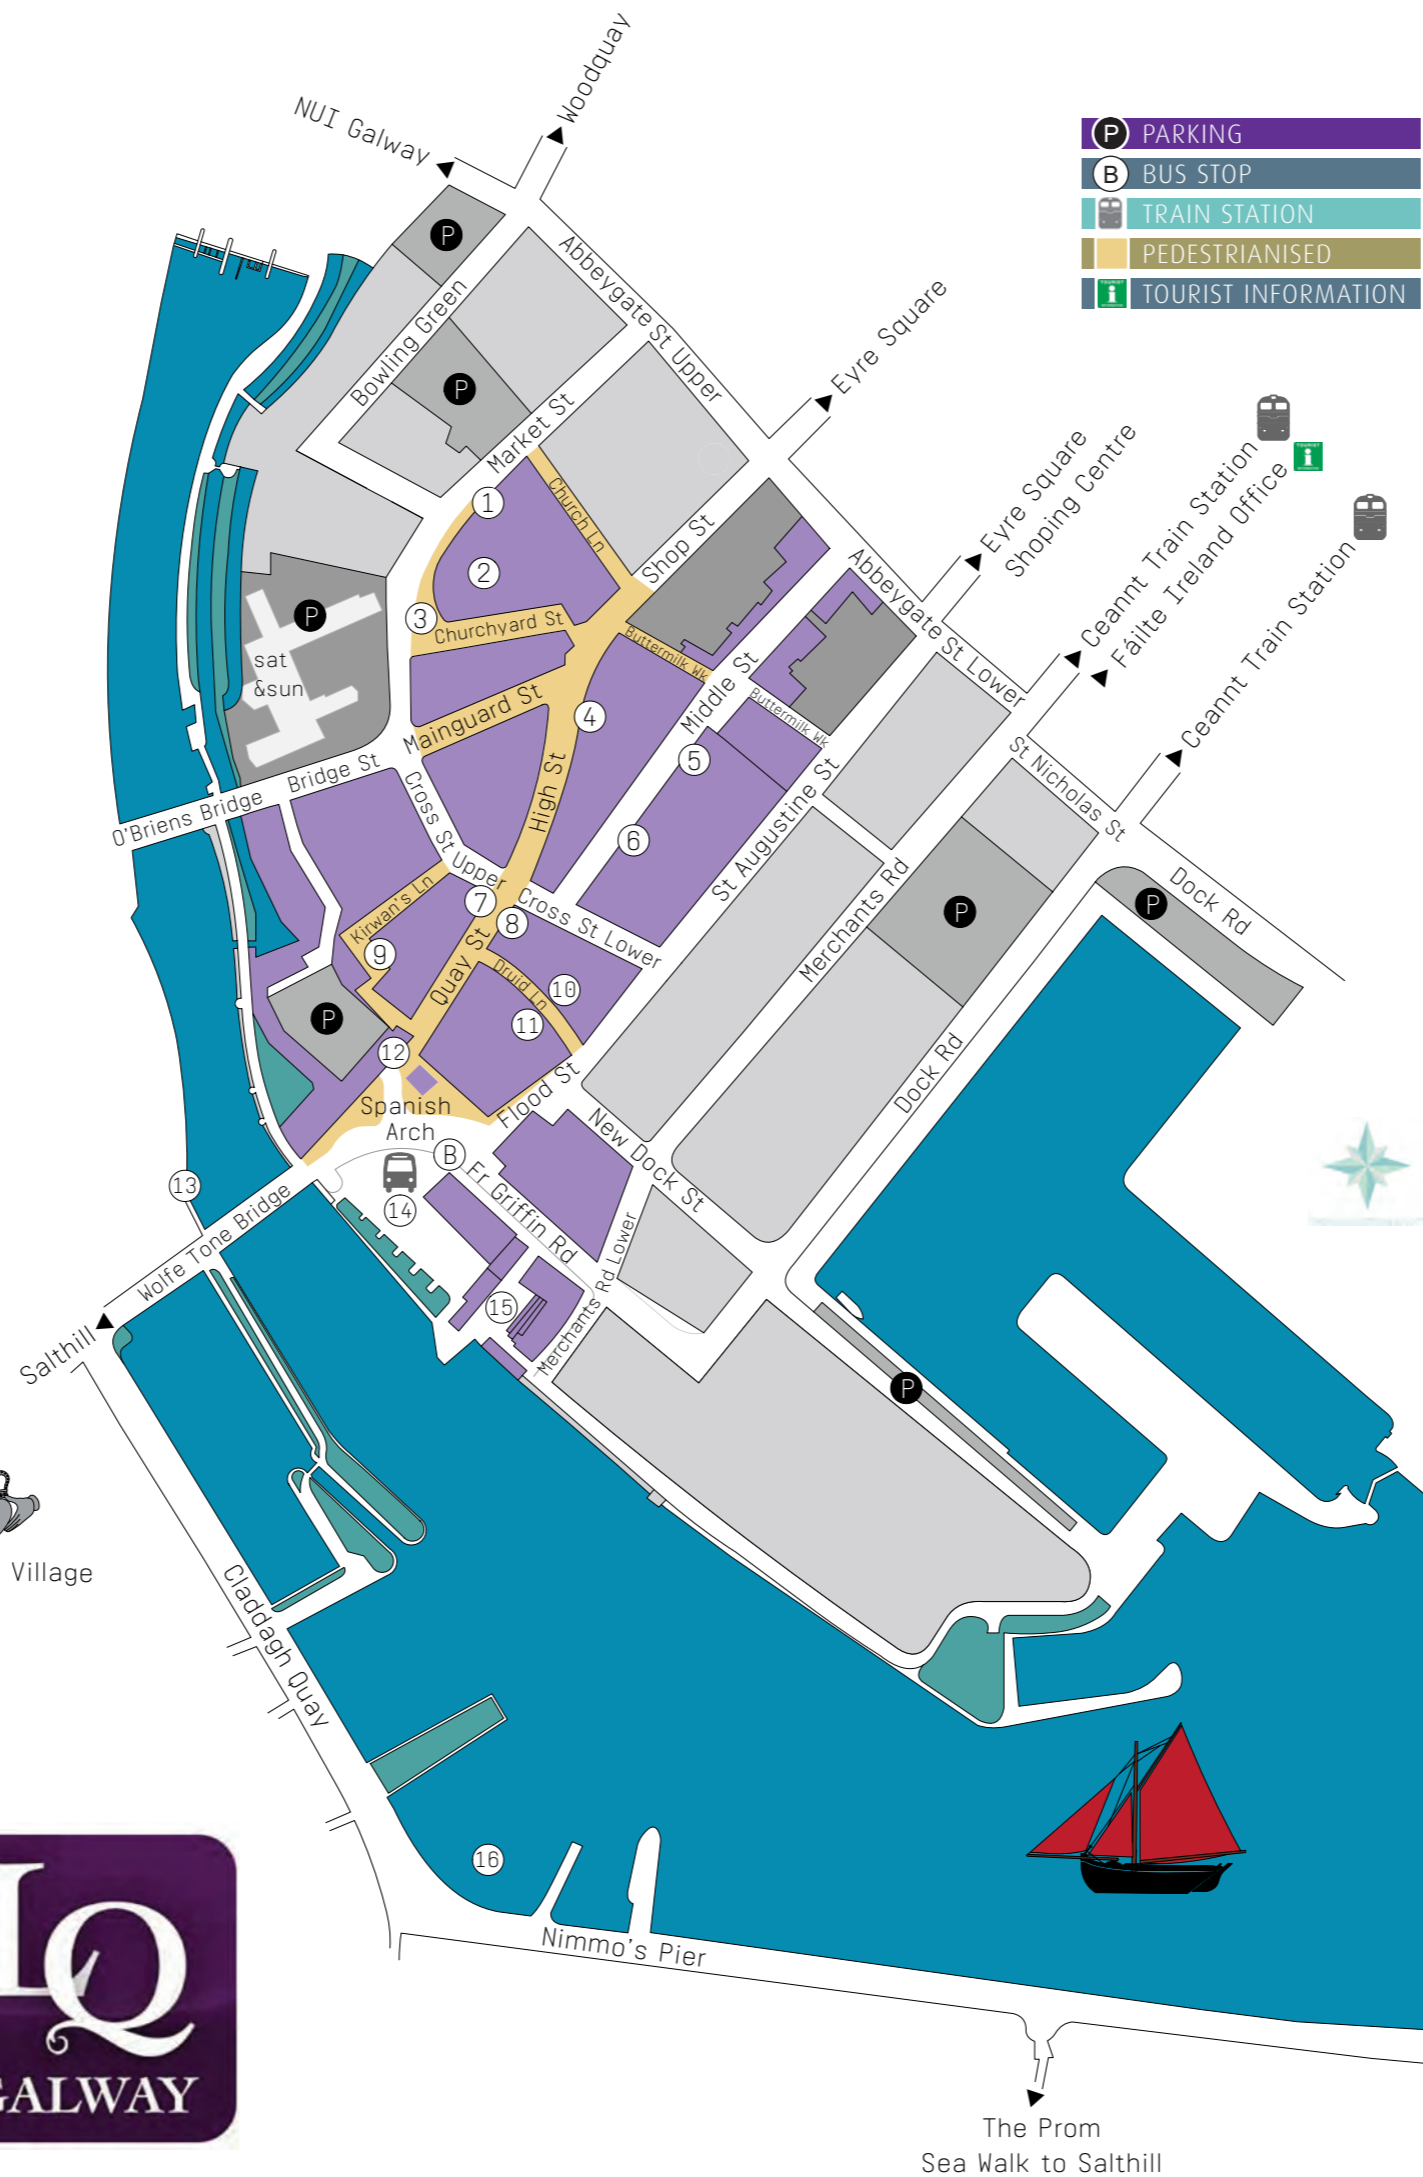 Woodquay
NUI Galway
P PARKING
B BUS STOP
TRAIN STATION
PEDESTRIANISED
TOURIST i TOURIST INFORMATION
P
Abbeygate St Upper
Bowling Green
Eyre Square
P
Market St
Eyre Square
Shoping Centre
Ceannt Train Station
Fáilte Ireland Office
TOURIST i
Ceannt Train Station
1
Church Ln
Shop St
2
Abbeygate St Lower
3
Churchyard St
P
sat
&sun
Buttermilk Wk
Middle St
Buttermilk Wk
Mainguard St
4
5
St Nicholas St
High St
Bridge St
O'Briens Bridge
Cross St Upper
6
St Augustine St
Merchants Rd
Dock Rd
P
P
Kirwan's Ln
7
8
Cross St Lower
9
Quay St
Druid Ln
10
11
P
12
Dock Rd
Flood St
Spanish
Arch
New Dock St
B
Fr Griffin Rd
13
14
Wolfe Tone Bridge
Merchants Rd Lower
15
Salthill
P
Village
Claddagh Quay
16
Nimmo's Pier
LQ
GALWAY
The Prom
Sea Walk to Salthill